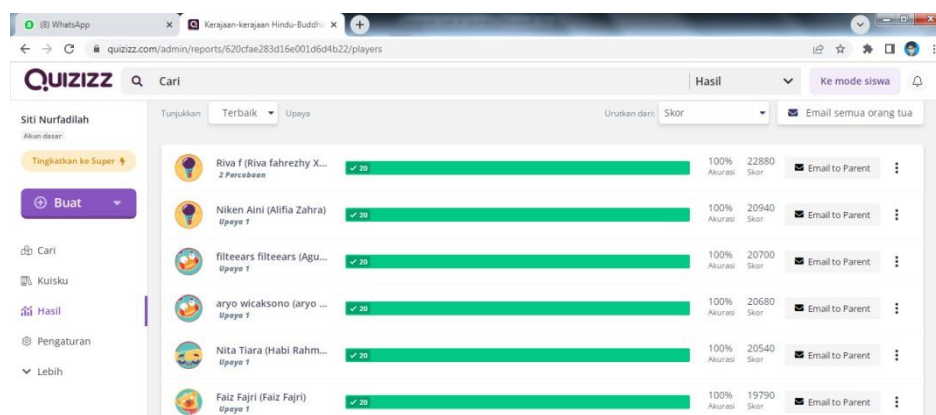 (8) WhatsApp
Kerajaan-kerajaan Hindu-Buddh
quizizz.com/admin/reports/620cfae283d16e001d6d4b22/players
QUIZIZZ
Cari
Hasil
Ke mode siswa
Siti Nurfadilah
Akun dasar
Tingkatkan ke Super
Buat
Cari
Kuisku
Hasil
Pengaturan
Lebih
Tunjukkan Terbaik Upaya
Urutkan dari: Skor
Email semua orang tua
Riva f (Riva fahrezhy X...
2 Percobaan
20
100% 22880
Akurasi Skor
Email to Parent
Niken Aini (Alifia Zahra)
Upaya 1
20
100% 20940
Akurasi Skor
Email to Parent
filteears filteears (Agu...
Upaya 1
20
100% 20700
Akurasi Skor
Email to Parent
aryo wicaksono (aryo ...
Upaya 1
20
100% 20680
Akurasi Skor
Email to Parent
Nita Tiara (Habi Rahm...
Upaya 1
20
100% 20540
Akurasi Skor
Email to Parent
Faiz Fajri (Faiz Fajri)
Upaya 1
20
100% 19790
Akurasi Skor
Email to Parent